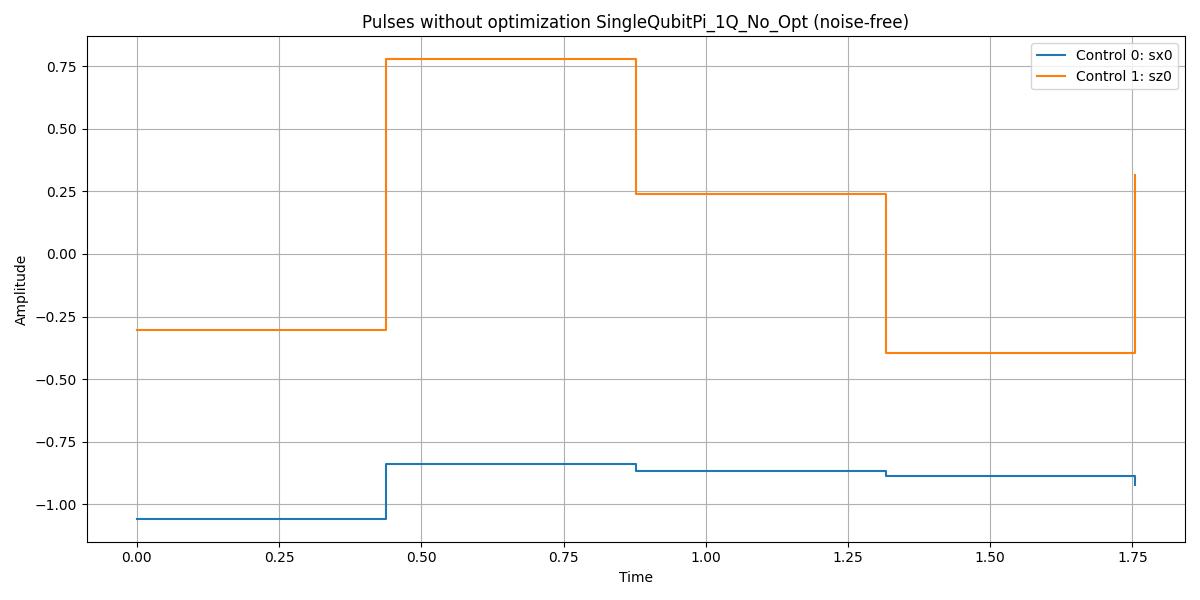 Pulses without optimization SingleQubitPi_1Q_No_Opt (noise-free)
Control 0: sx0
Control 1: sz0
Amplitude
0.75
0.50
0.25
0.00
−0.25
−0.50
−0.75
−1.00
0.00 0.25 0.50 0.75 1.00 1.25 1.50 1.75
Time